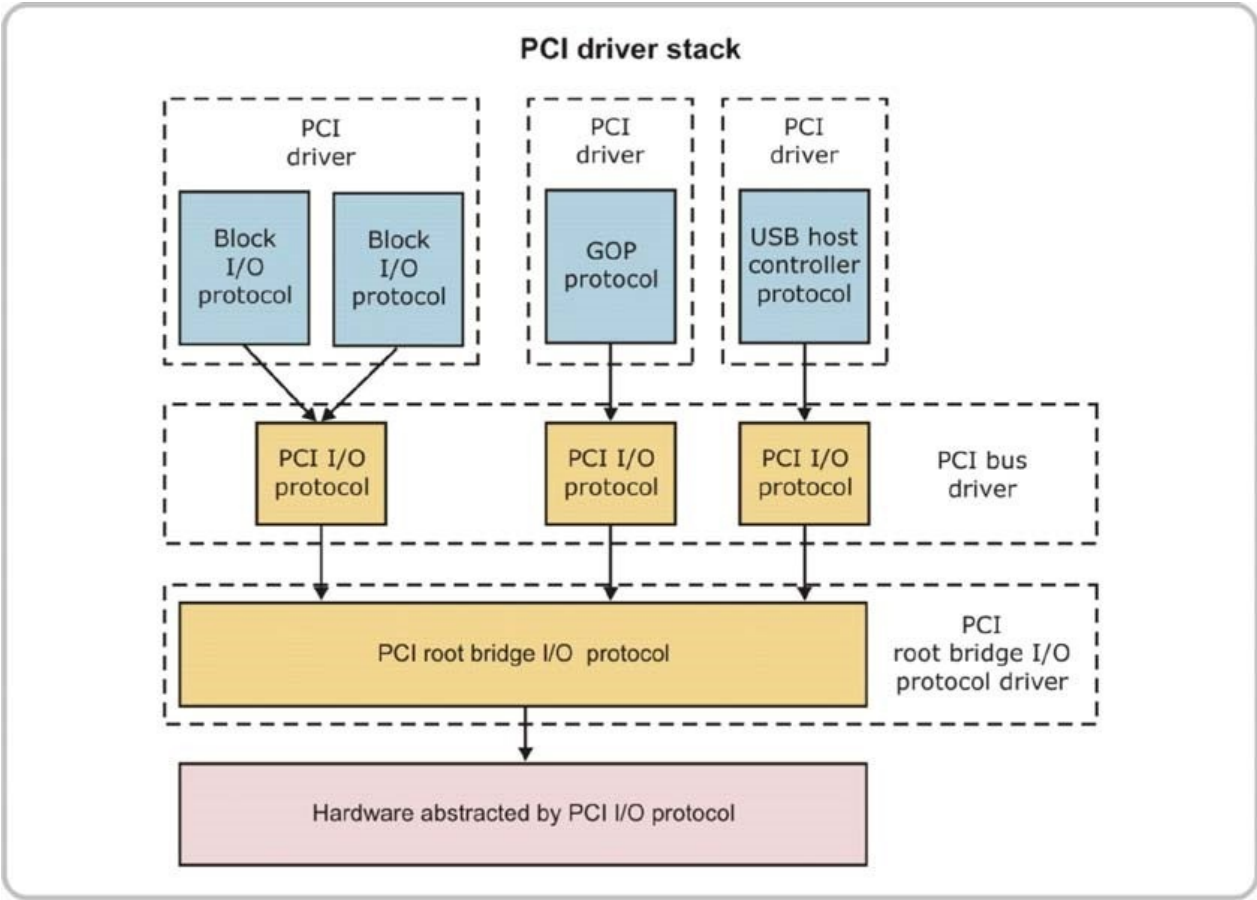 PCI driver stack
PCI
driver
PCI
driver
PCI
driver
Block
I/O
protocol
Block
I/O
protocol
GOP
protocol
USB host
controller
protocol
PCI I/O
protocol
PCI I/O
protocol
PCI I/O
protocol
PCI bus
driver
PCI root bridge I/O protocol
PCI
root bridge I/O
protocol driver
Hardware abstracted by PCI I/O protocol